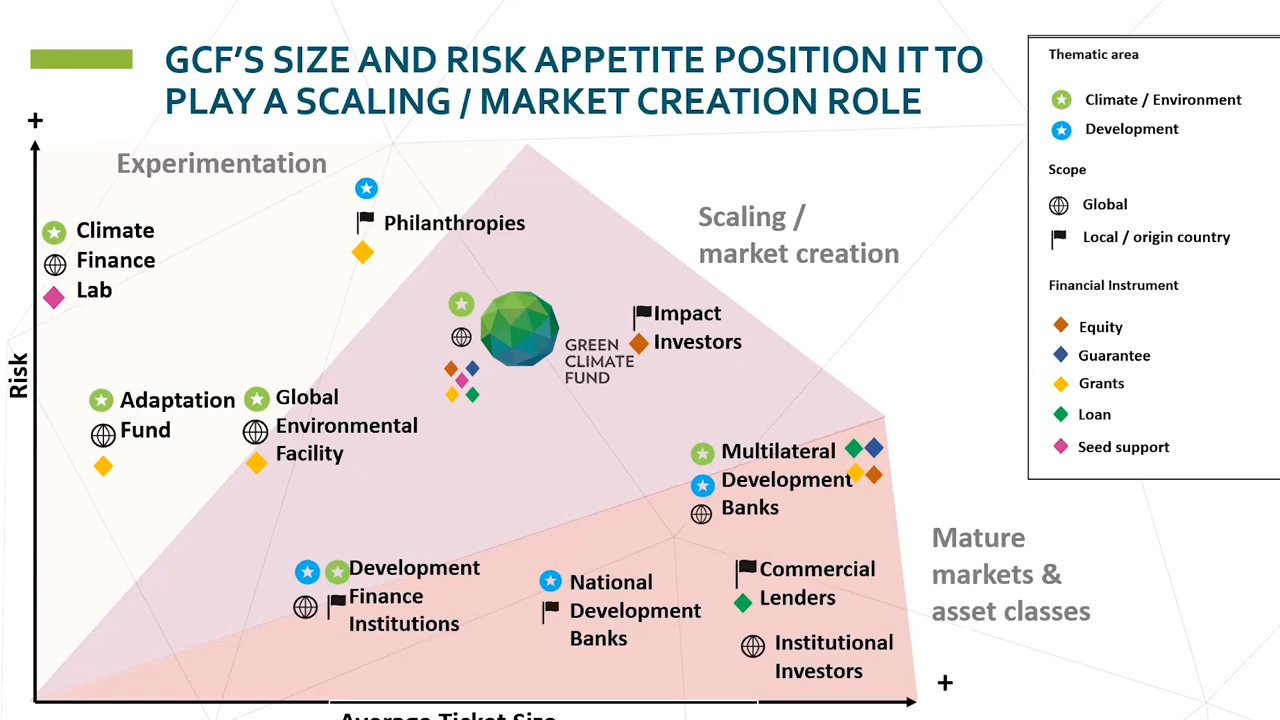 GCF'S SIZE AND RISK APPETITE POSITION IT TO
PLAY A SCALING / MARKET CREATION ROLE
+
Experimentation
Philanthropies
Climate
Finance
Lab
Scaling /
market creation
GREEN
CLIMATE
FUND
Impact
Investors
Risk
Adaptation
Fund
Global
Environmental
Facility
Multilateral
Development
Banks
Development
Finance
Institutions
National
Development
Banks
Commercial
Lenders
Institutional
Investors
Mature
markets &
asset classes
+
Average Ticket Size
Thematic area
Climate / Environment
Development
Scope
Global
Local / origin country
Financial Instrument
Equity
Guarantee
Grants
Loan
Seed support